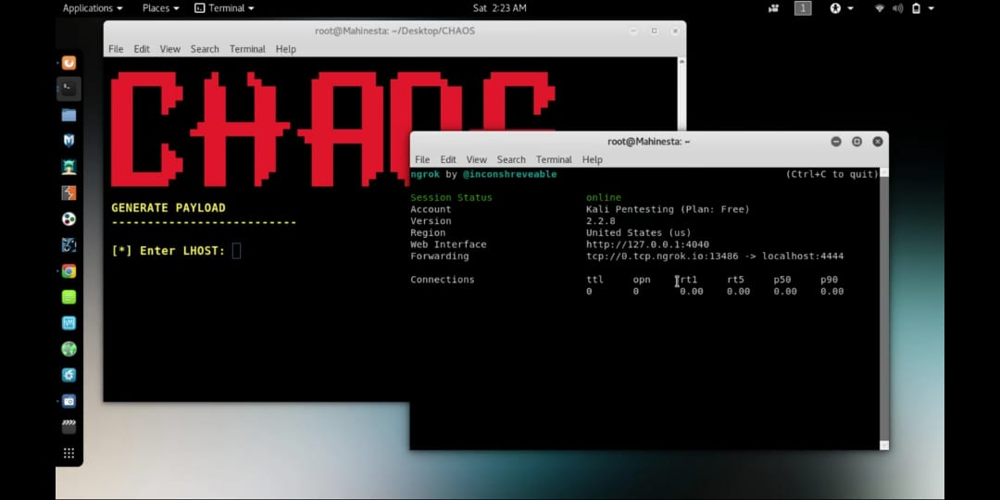 Applications Places Terminal Sat 2:23 AM 1
root@Mahinesta: ~/Desktop/CHAOS
File Edit View Search Terminal Help
CHAOS
GENERATE PAYLOAD
--------------------------
[*] Enter LHOST:
root@Mahinesta: ~
File Edit View Search Terminal Help
ngrok by @inconshreveable (Ctrl+C to quit)
Session Status online
Account Kali Pentesting (Plan: Free)
Version 2.2.8
Region United States (us)
Web Interface http://127.0.0.1:4040
Forwarding tcp://0.tcp.ngrok.io:13486 -> localhost:4444
Connections ttl opn rt1 rt5 p50 p90
0 0 0.00 0.00 0.00 0.00